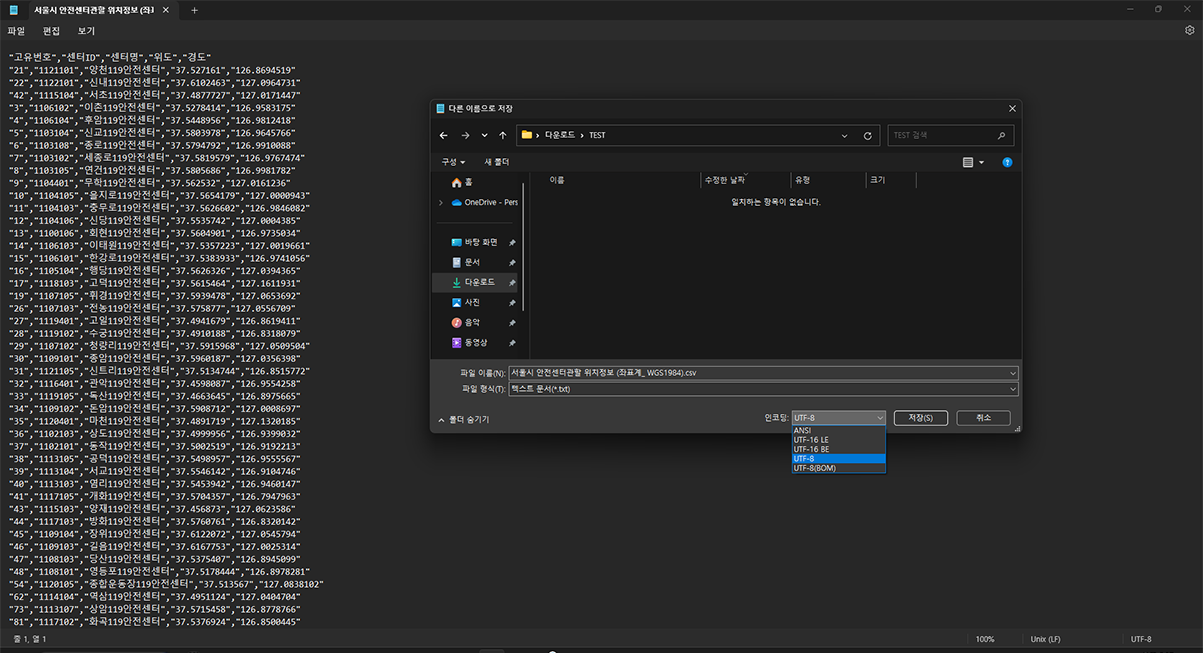 서울시 안전센터관할 위치정보 (좌표
파일 편집 보기
"고유번호","센터ID","센터명","위도","경도"
"21","1121101","양천119안전센터","37.527161","126.8694519"
"22","1122101","신내119안전센터","37.6102463","127.0964731"
"42","1115104","서초119안전센터","37.4877727","127.0171447"
"3","1106102","이촌119안전센터","37.5278414","126.9583175"
"4","1106104","후암119안전센터","37.5448956","126.9812418"
"5","1103104","신교119안전센터","37.5803978","126.9645766"
"6","1103108","종로119안전센터","37.5794792","126.9910088"
"7","1103102","세종로119안전센터","37.5819579","126.9767474"
"8","1103105","연건119안전센터","37.5805686","126.9981782"
"9","1104401","무학119안전센터","37.562532","127.0161236"
"10","1104105","을지로119안전센터","37.5654179","127.0000943"
"11","1104103","충무로119안전센터","37.5626602","126.9846082"
"12","1104106","신당119안전센터","37.5535742","127.0004385"
"13","1100106","회현119안전센터","37.5604901","126.9735034"
"14","1106103","이태원119안전센터","37.5357223","127.0019661"
"15","1106101","한강로119안전센터","37.5383933","126.9741056"
"16","1105104","행당119안전센터","37.5626326","127.0394365"
"17","1118103","고덕119안전센터","37.5615464","127.1611931"
"19","1107105","휘경119안전센터","37.5939478","127.0653692"
"26","1107103","전농119안전센터","37.575877","127.0556709"
"27","1119401","고일119안전센터","37.4941679","126.8619411"
"28","1119102","수궁119안전센터","37.4910188","126.8318079"
"29","1107102","청량리119안전센터","37.5915968","127.0509504"
"30","1109101","종암119안전센터","37.5960187","127.0356398"
"31","1121105","신트리119안전센터","37.5134744","126.8515772"
"32","1116401","관악119안전센터","37.4598087","126.9554258"
"33","1119105","독산119안전센터","37.4663645","126.8975665"
"34","1109102","돈암119안전센터","37.5908712","127.0008697"
"35","1120401","마천119안전센터","37.4891719","127.1320185"
"36","1102103","상도119안전센터","37.4999956","126.9399032"
"37","1102101","동작119안전센터","37.5002519","126.9192213"
"38","1113105","공덕119안전센터","37.5498957","126.9555567"
"39","1113104","서교119안전센터","37.5546142","126.9104746"
"40","1113103","염리119안전센터","37.5453942","126.9460147"
"41","1117105","개화119안전센터","37.5704357","126.7947963"
"43","1115103","양재119안전센터","37.456873","127.0623586"
"44","1117103","방화119안전센터","37.5760761","126.8320142"
"45","1109104","장위119안전센터","37.6122072","127.0545794"
"46","1109103","길음119안전센터","37.6167753","127.0025314"
"47","1108103","당산119안전센터","37.5375407","126.8945099"
"48","1108101","영등포119안전센터","37.5178444","126.8978281"
"54","1120105","종합운동장119안전센터","37.513567","127.0838102"
"62","1114104","역삼119안전센터","37.4951124","127.0404704"
"73","1113107","상암119안전센터","37.5715458","126.8778766"
"81","1117102","화곡119안전센터","37.5376924","126.8500445"
줄 1, 열 1 100% Unix (LF) UTF-8
다른 이름으로 저장
다운로드 TEST TEST 검색
구성 새 폴더
이름 수정한 날짜 유형 크기
일치하는 항목이 없습니다.
홈
OneDrive - Pers
바탕 화면
문서
다운로드
사진
음악
동영상
파일 이름(N): 서울시 안전센터관할 위치정보 (좌표계_ WGS1984).csv
파일 형식(T): 텍스트 문서(*.txt)
폴더 숨기기 인코딩: UTF-8 저장(S) 취소
ANSI
UTF-16 LE
UTF-16 BE
UTF-8
UTF-8(BOM)